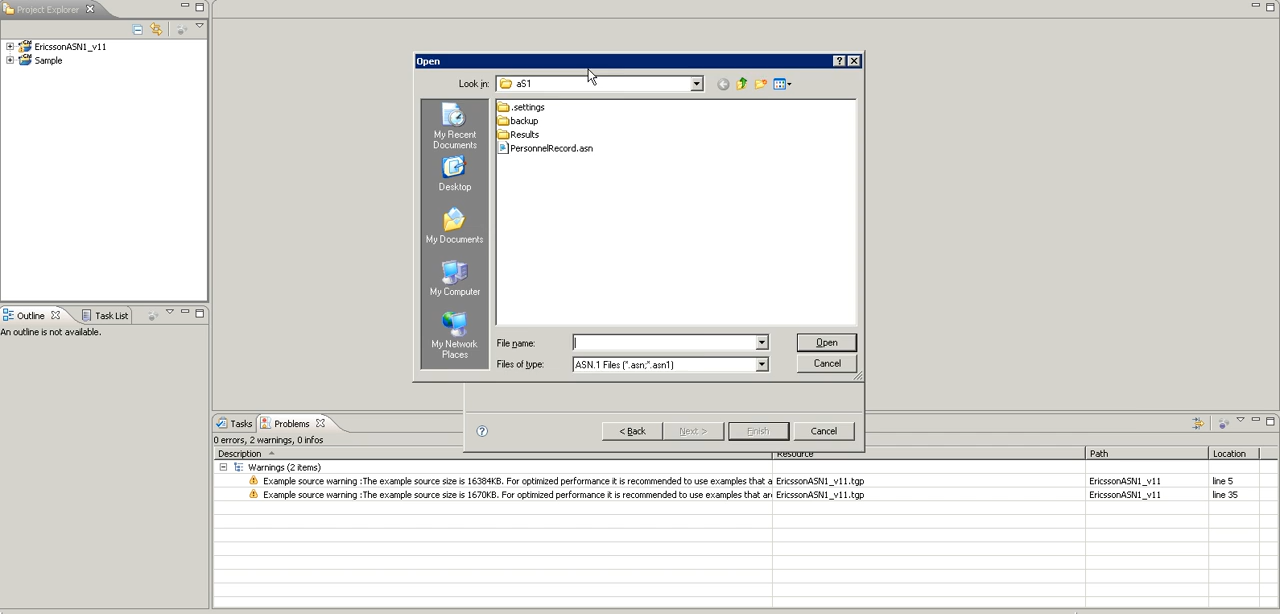 Project Explorer
EricssonASN1_v11
Sample
Open
Look in: aS1
My Recent
Documents
Desktop
My Documents
My Computer
My Network
Places
.settings
backup
Results
PersonnelRecord.asn
File name:
Open
Files of type: ASN.1 Files (*.asn;*.asn1)
Cancel
< Back
Next >
Finish
Cancel
Outline
Task List
An outline is not available.
Tasks
Problems
0 errors, 2 warnings, 0 infos
Description
Resource
Path
Location
Warnings (2 items)
Example source warning :The example source size is 16384KB. For optimized performance it is recommended to use examples that a EricssonASN1_v11.tgp EricssonASN1_v11 line 5
Example source warning :The example source size is 1670KB. For optimized performance it is recommended to use examples that are EricssonASN1_v11.tgp EricssonASN1_v11 line 35